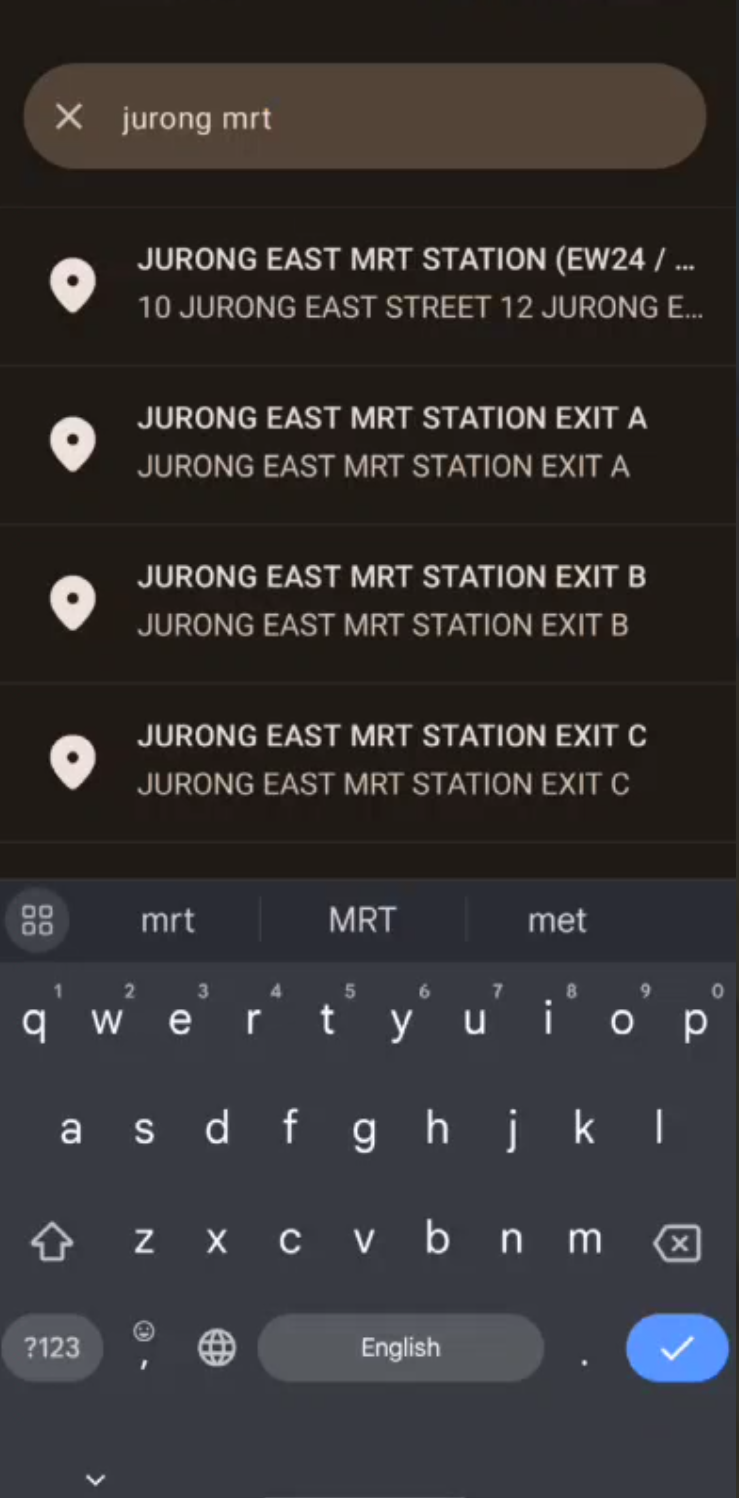 jurong mrt
JURONG EAST MRT STATION (EW24 / ...
10 JURONG EAST STREET 12 JURONG E...
JURONG EAST MRT STATION EXIT A
JURONG EAST MRT STATION EXIT A
JURONG EAST MRT STATION EXIT B
JURONG EAST MRT STATION EXIT B
JURONG EAST MRT STATION EXIT C
JURONG EAST MRT STATION EXIT C
mrt MRT met
1 2 3 4 5 6 7 8 9 0
q w e r t y u i o p
a s d f g h j k l
z x c v b n m
?123 , English .